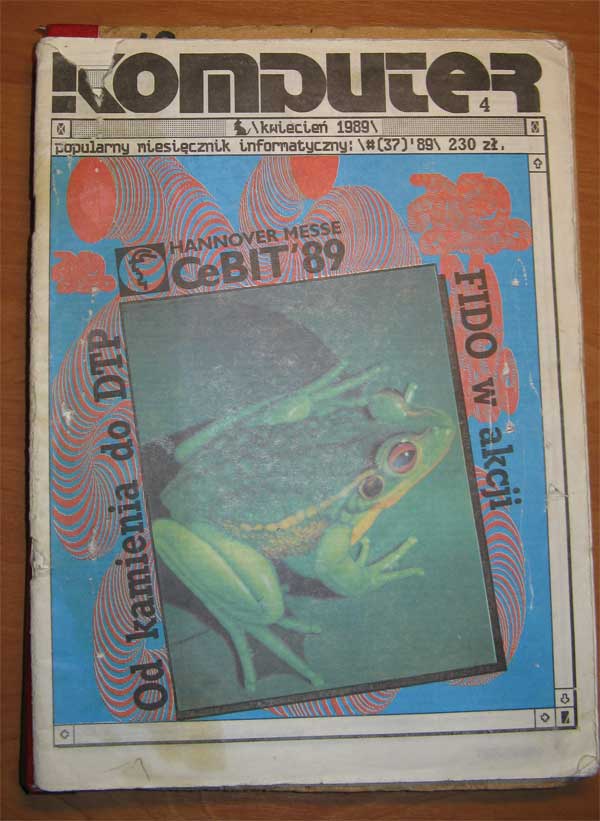 Komputer
4
\kwiecień 1989\
popularny miesięcznik informatyczny:\#(37)'89\ 230 zł.
HANNOVER MESSE
CeBIT'89
Od kamienia do DTP
FIDO w akcji